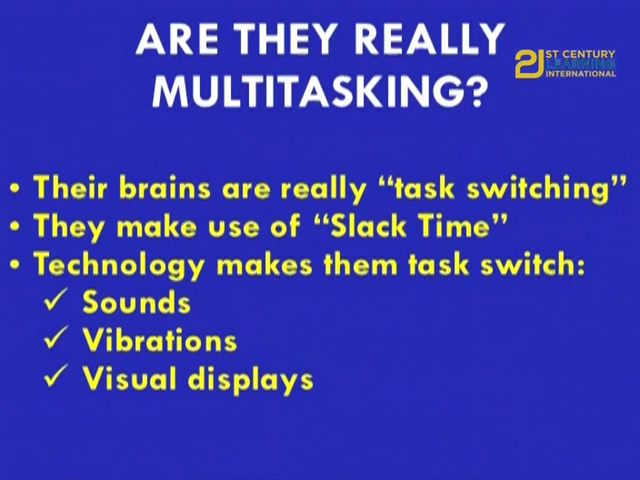 ARE THEY REALLY
MULTITASKING?
21ST CENTURY
LEARNING
INTERNATIONAL
• Their brains are really “task switching”
• They make use of “Slack Time”
• Technology makes them task switch:
✓ Sounds
✓ Vibrations
✓ Visual displays